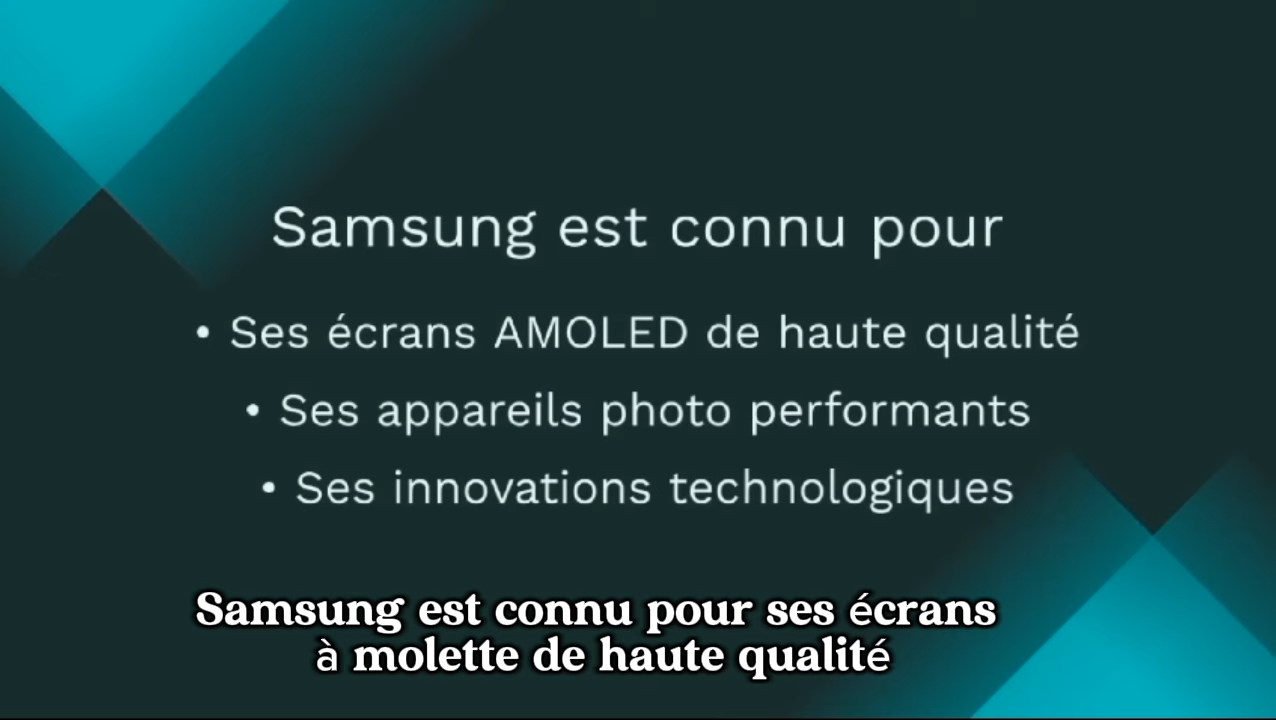 Samsung est connu pour
• Ses écrans AMOLED de haute qualité
• Ses appareils photo performants
• Ses innovations technologiques
Samsung est connu pour ses écrans
à molette de haute qualité